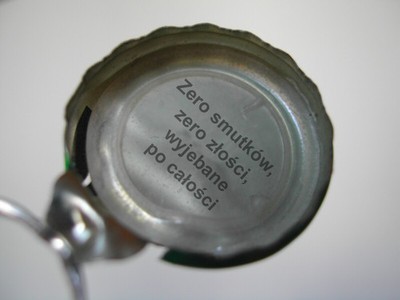 Zero smutków,
zero złości,
wyjebane
po całości